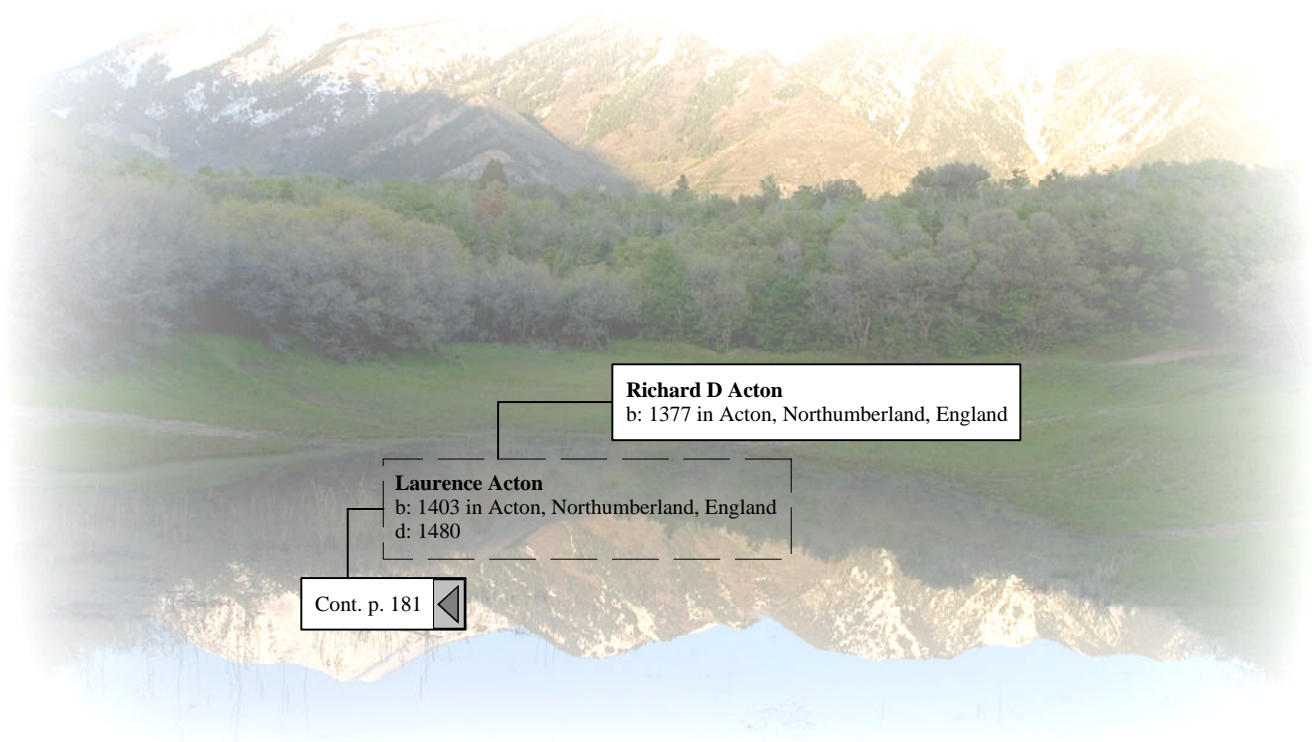 Richard D Acton
b: 1377 in Acton, Northumberland, England
Laurence Acton
b: 1403 in Acton, Northumberland, England
d: 1480
Cont. p. 181